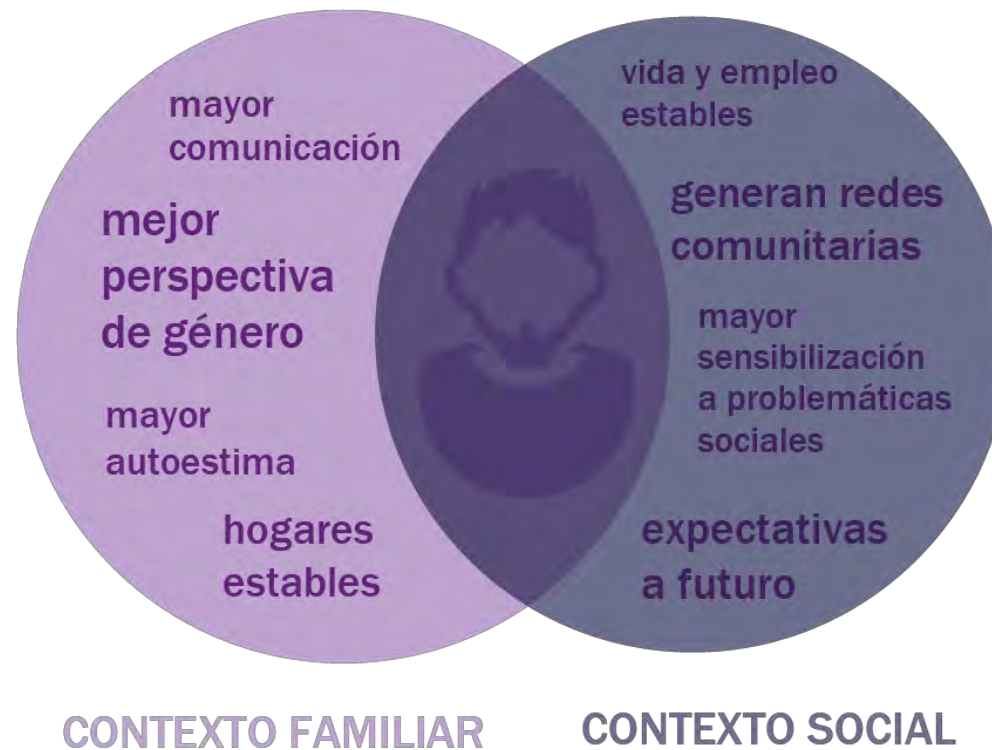 mayor
comunicación
mejor
perspectiva
de género
mayor
autoestima
hogares
estables
vida y empleo
estables
generan redes
comunitarias
mayor
sensibilización
a problemáticas
sociales
expectativas
a futuro
CONTEXTO FAMILIAR
CONTEXTO SOCIAL